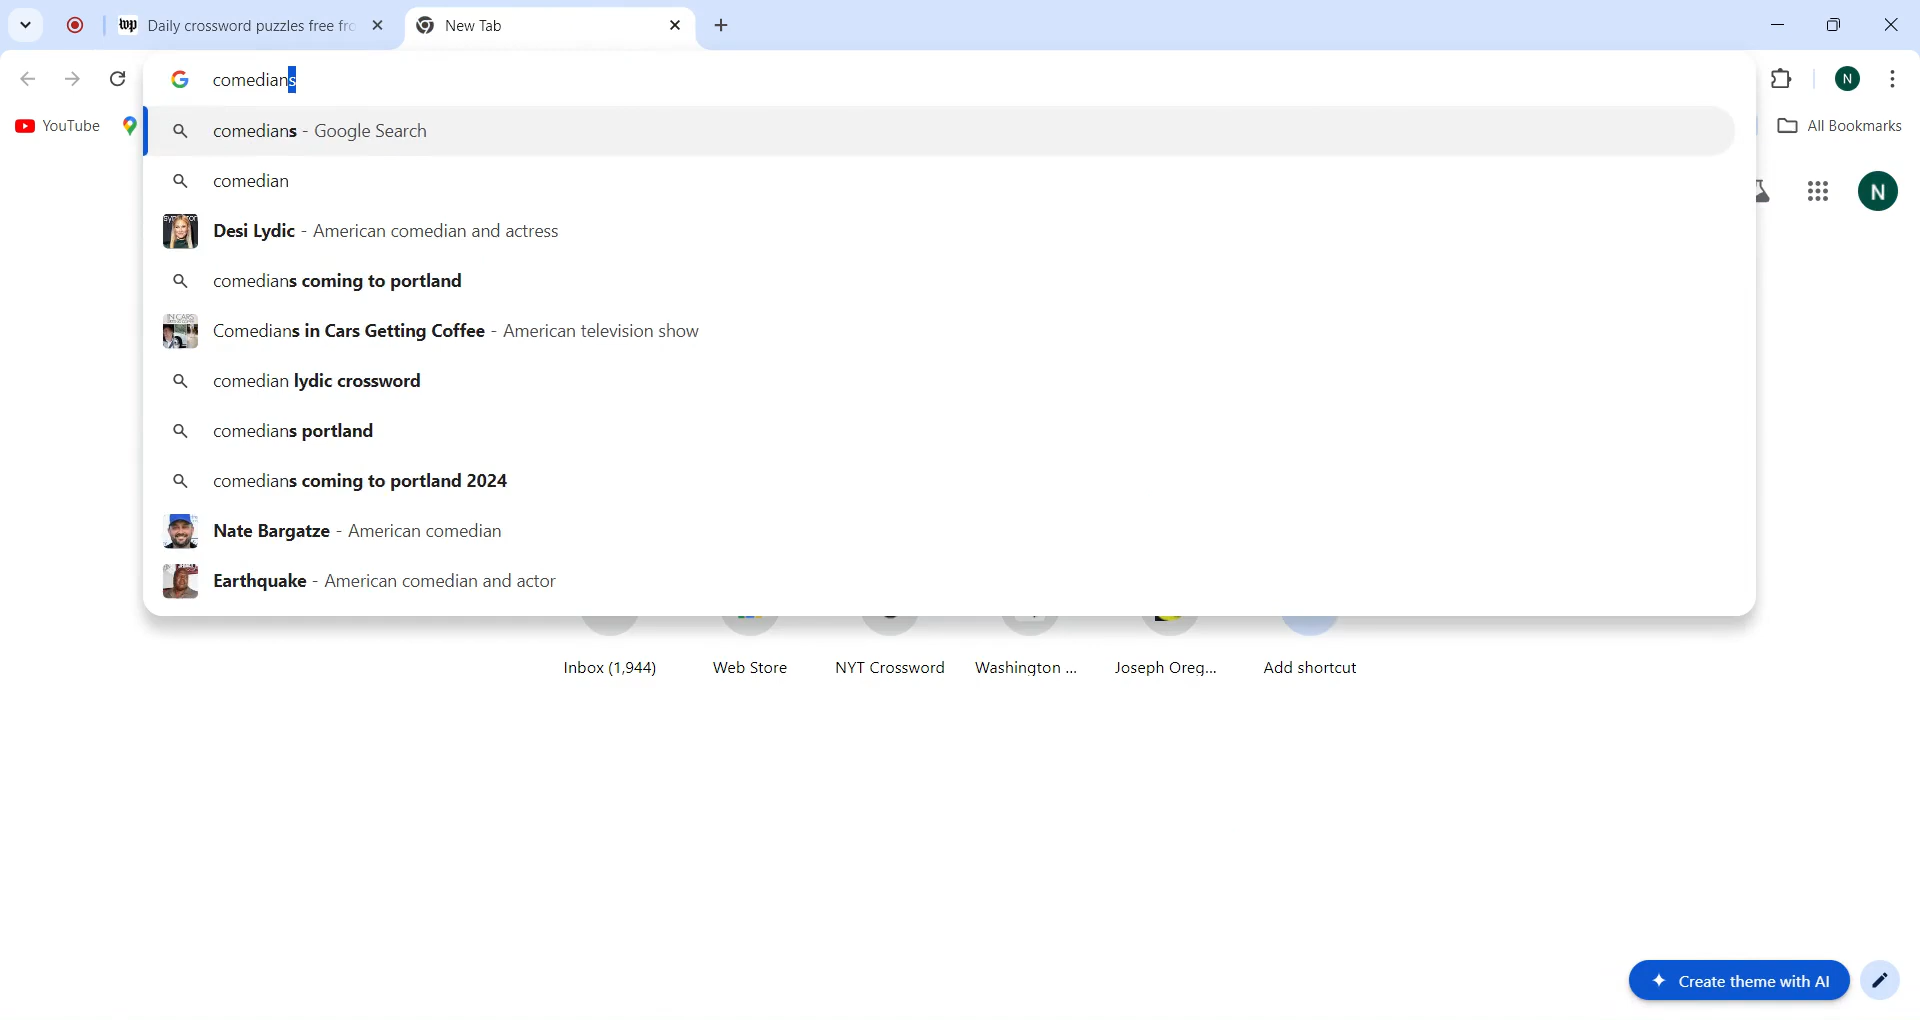 wp Daily crossword puzzles free fro
New Tab
comedians
N
YouTube
All Bookmarks
comedians - Google Search
comedian
N
Desi Lydic - American comedian and actress
comedians coming to portland
Comedians in Cars Getting Coffee - American television show
comedian lydic crossword
comedians portland
comedians coming to portland 2024
Nate Bargatze - American comedian
Earthquake - American comedian and actor
Inbox (1,944)
Web Store
NYT Crossword
Washington ...
Joseph Oreg...
Add shortcut
Create theme with AI